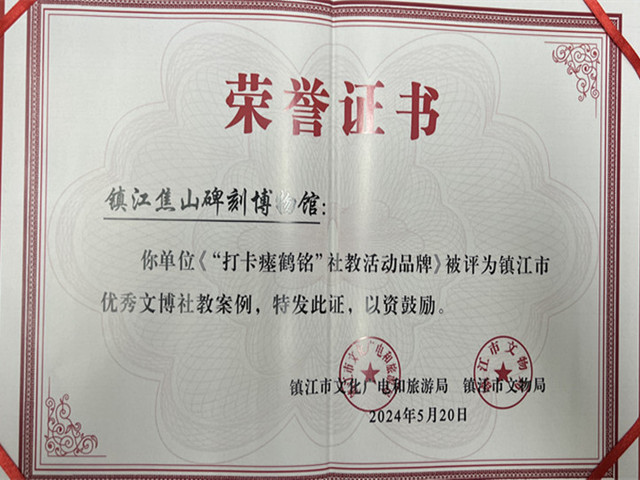 荣誉证书
镇江焦山碑刻博物馆：
你单位《“打卡瘗鹤铭”社教活动品牌》被评为镇江市
优秀文博社教案例，特发此证，以资鼓励。
镇江市文化广电和旅游局 镇江市文物局
2024年5月20日